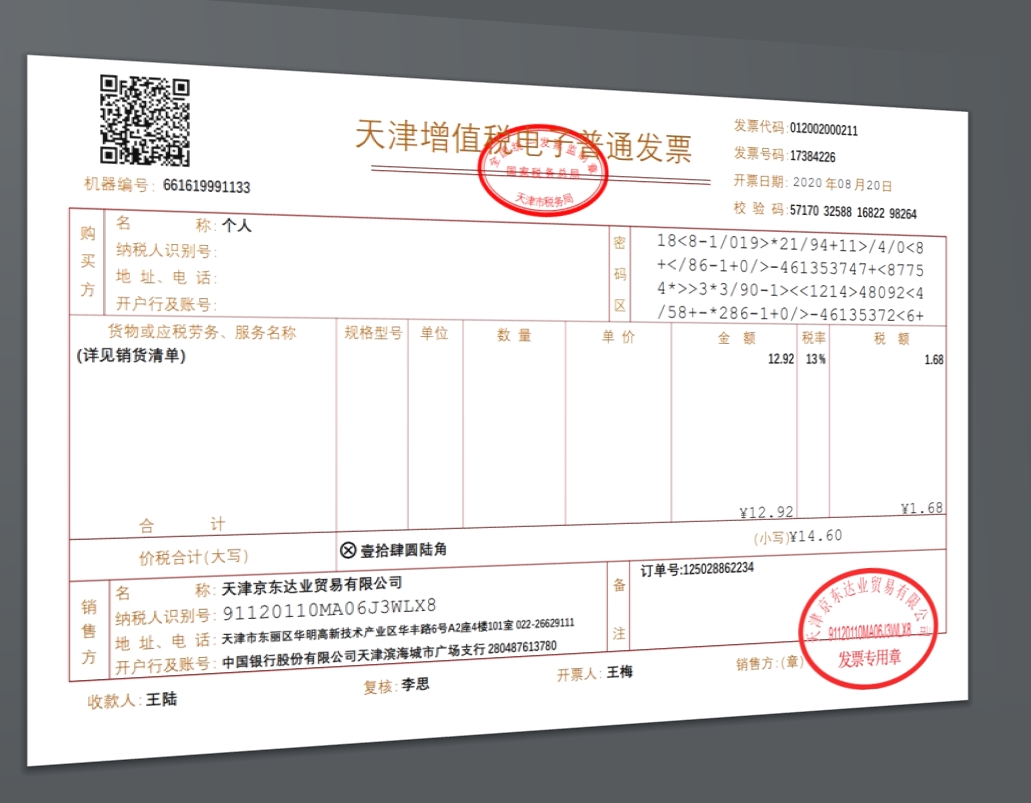 天津增值税电子普通发票
全国统一发票监制章
国家税务总局
天津市税务局
机器编号: 661619991133
发票代码:012002000211
发票号码:17384226
开票日期: 2020 年08 月20日
校 验 码:57170 32588 16822 98264
购买方
名 称: 个人
纳税人识别号:
地 址、电 话:
开户行及账号:
密码区
18<8-1/019>*21/94+11>/4/0<8
+</86-1+0/>-461353747+<8775
4*>>3*3/90-1><<1214>48092<4
/58+-*286-1+0/>-46135372<6+
货物或应税劳务、服务名称 规格型号 单位 数 量 单 价 金 额 税率 税 额
(详见销货清单) 12.92 13% 1.68
合 计 ¥12.92 ¥1.68
价税合计(大写) ⊗ 壹拾肆圆陆角 (小写)¥14.60
销售方
名 称: 天津京东达业贸易有限公司
纳税人识别号: 91120110MA06J3WLX8
地 址、电 话: 天津市东丽区华明高新技术产业区华丰路6号A2座4楼101室 022-26629111
开户行及账号: 中国银行股份有限公司天津滨海城市广场支行 280487613780
备注
订单号:125028862234
收款人: 王陆 复核: 李思 开票人: 王梅 销售方:(章)
天津京东达业贸易有限公司
91120110MA06J3WLX8
发票专用章